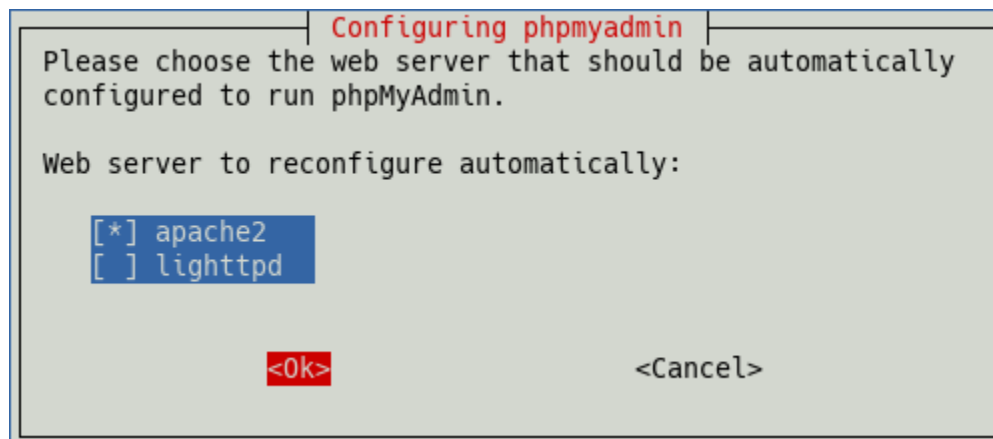 Configuring phpmyadmin
Please choose the web server that should be automatically
configured to run phpMyAdmin.
Web server to reconfigure automatically:
[*] apache2
[ ] lighttpd
<Ok> <Cancel>